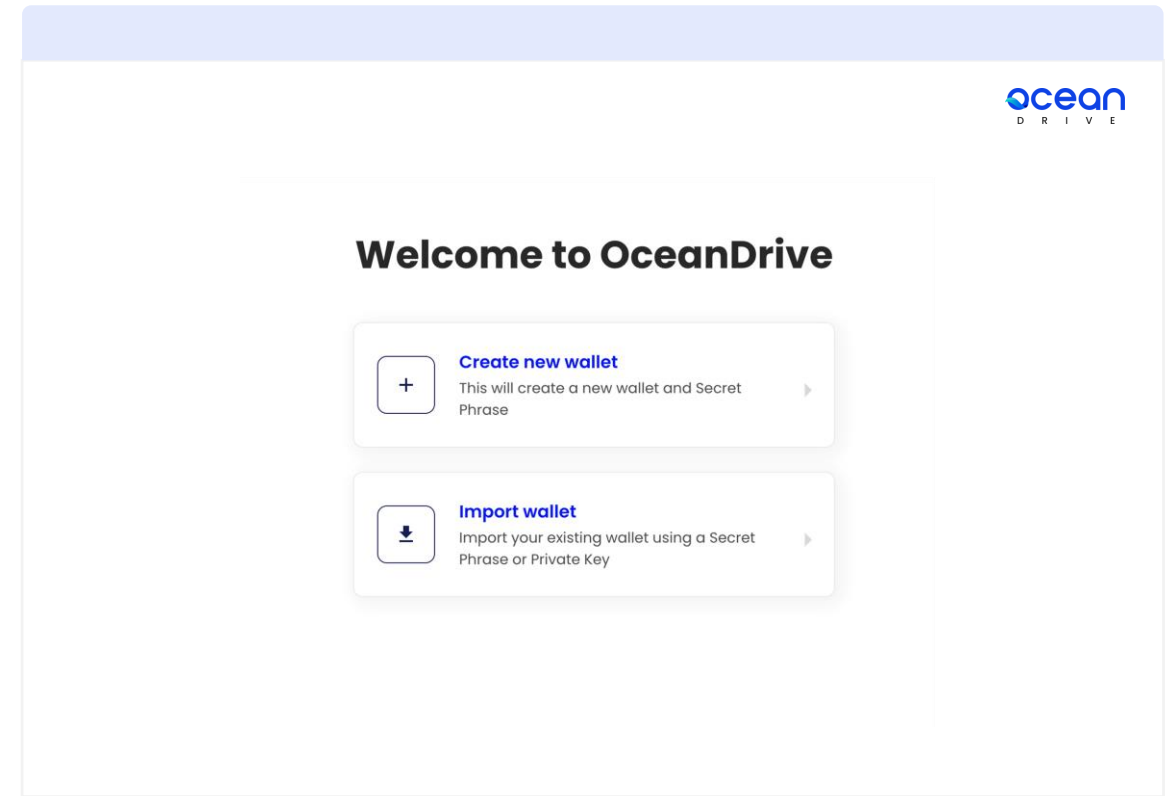 ocean
DRIVE
Welcome to OceanDrive
Create new wallet
This will create a new wallet and Secret
Phrase
Import wallet
Import your existing wallet using a Secret
Phrase or Private Key